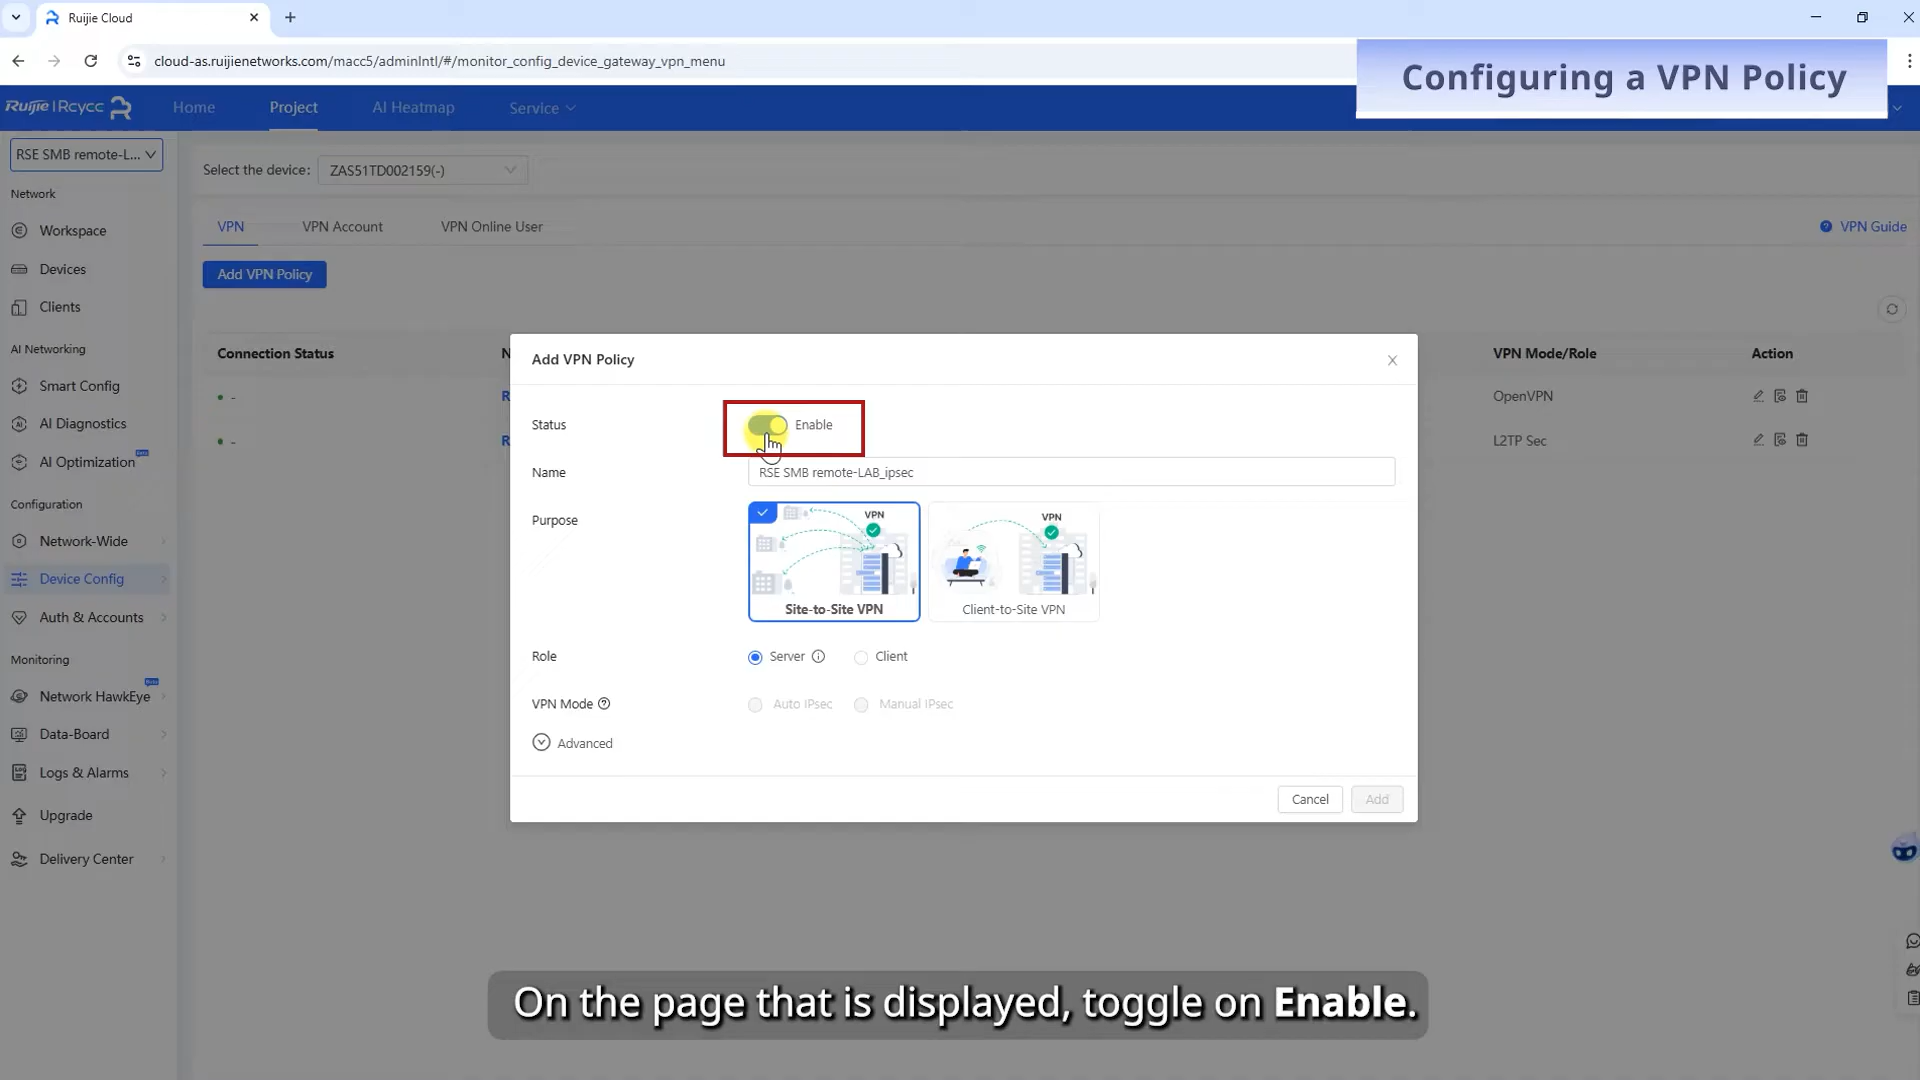 Ruijie Cloud
cloud-as.ruijienetworks.com/macc5/adminIntl/#/monitor_config_device_gateway_vpn_menu
Configuring a VPN Policy
Ruijie | Rcycc
Home
Project
AI Heatmap
Service
RSE SMB remote-L...
Select the device:
ZAS51TD002159(-)
Network
Workspace
Devices
Clients
AI Networking
Smart Config
AI Diagnostics
AI Optimization
Beta
Configuration
Network-Wide
Device Config
Auth & Accounts
Monitoring
Network HawkEye
Beta
Data-Board
Logs & Alarms
Upgrade
Delivery Center
VPN
VPN Account
VPN Online User
VPN Guide
Add VPN Policy
Connection Status
N
VPN Mode/Role
Action
-
R
OpenVPN
-
R
L2TP Sec
Add VPN Policy
Status
Enable
Name
RSE SMB remote-LAB_ipsec
Purpose
VPN
Site-to-Site VPN
VPN
Client-to-Site VPN
Role
Server
Client
VPN Mode
Auto IPsec
Manual IPsec
Advanced
Cancel
Add
On the page that is displayed, toggle on Enable.